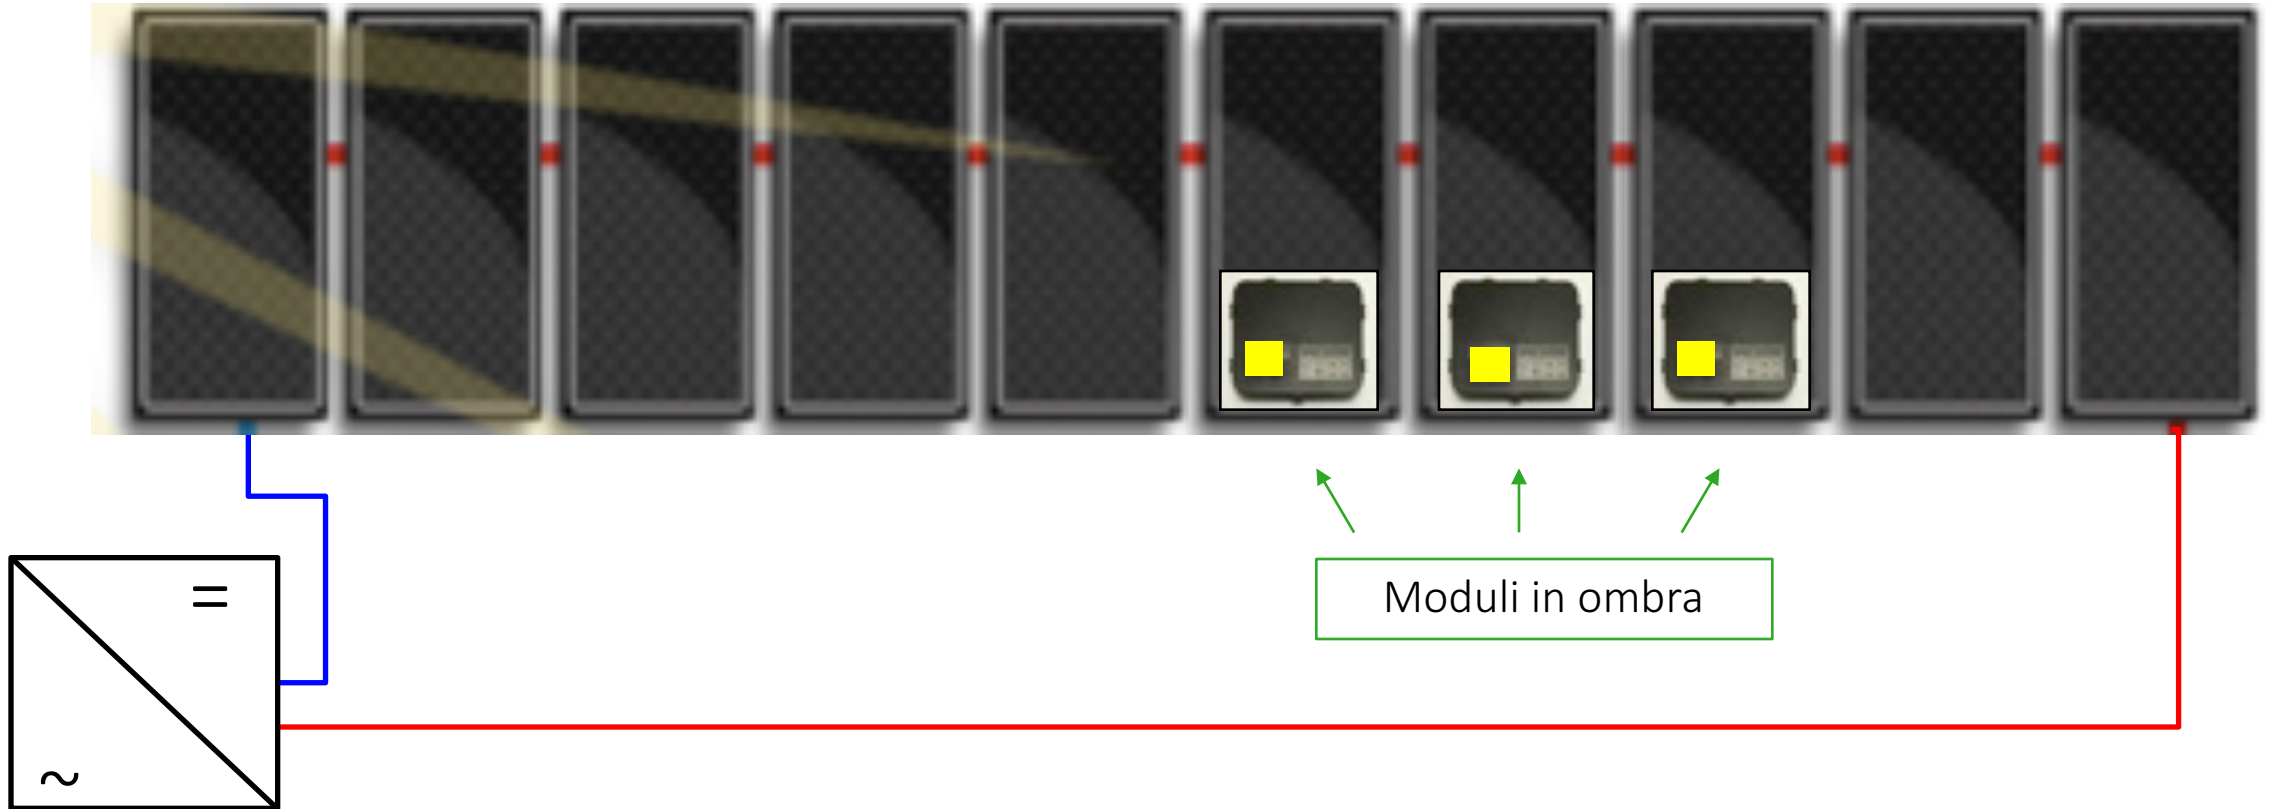 =
Moduli in ombra
~